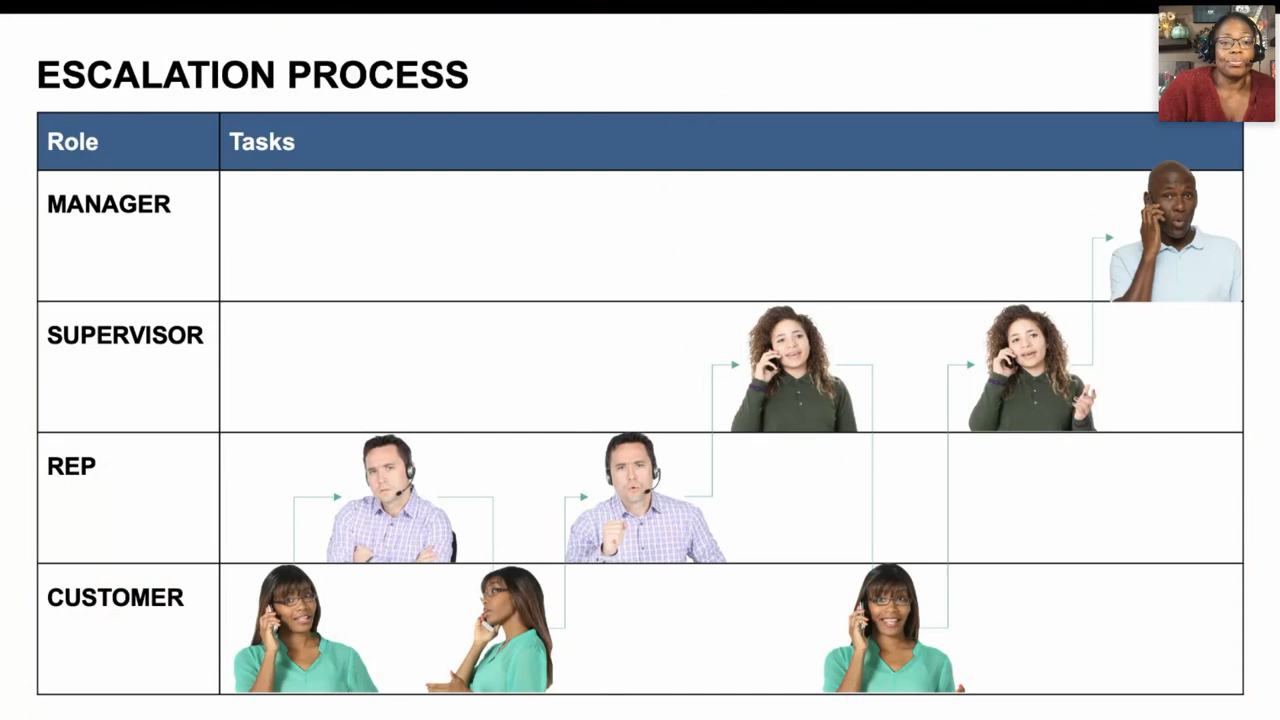 ESCALATION PROCESS
Role Tasks
MANAGER
SUPERVISOR
REP
CUSTOMER